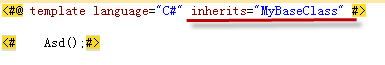 <#@ template language="C#" inherits="MyBaseClass" #>
<#    Asd();#>